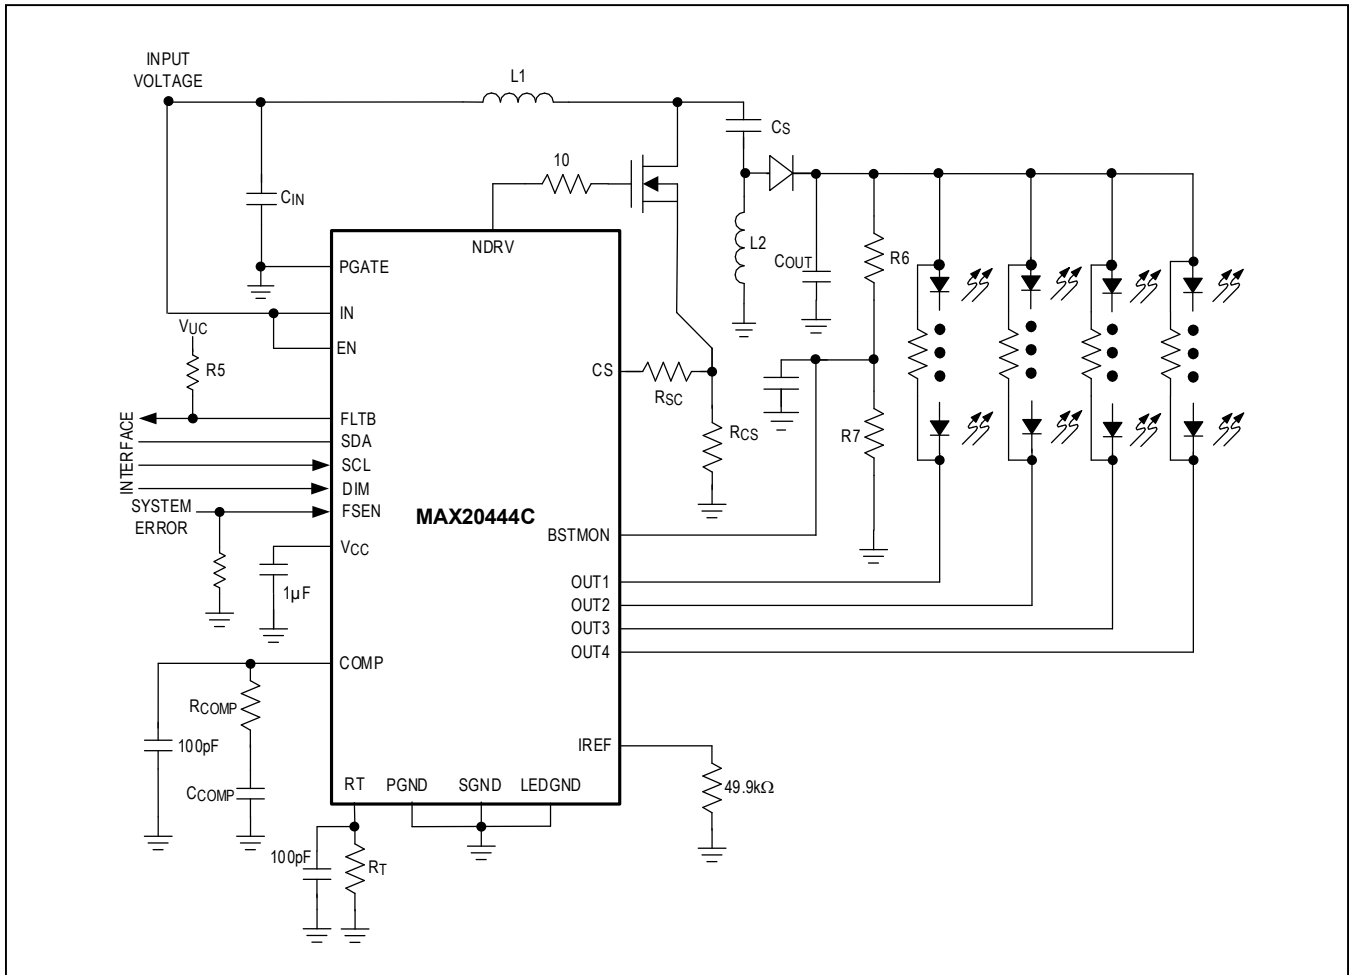 INPUT
VOLTAGE
L1
CS
10
CIN
NDRV
L2
COUT
R6
PGATE
IN
VUC
EN
R5
CS
RSC
RCS
R7
INTERFACE
FLTB
SDA
SCL
DIM
SYSTEM
ERROR
FSEN
MAX20444C
BSTMON
VCC
1µF
OUT1
OUT2
OUT3
OUT4
COMP
RCOMP
100pF
CCOMP
IREF
49.9kΩ
RT
PGND
SGND
LEDGND
100pF
RT